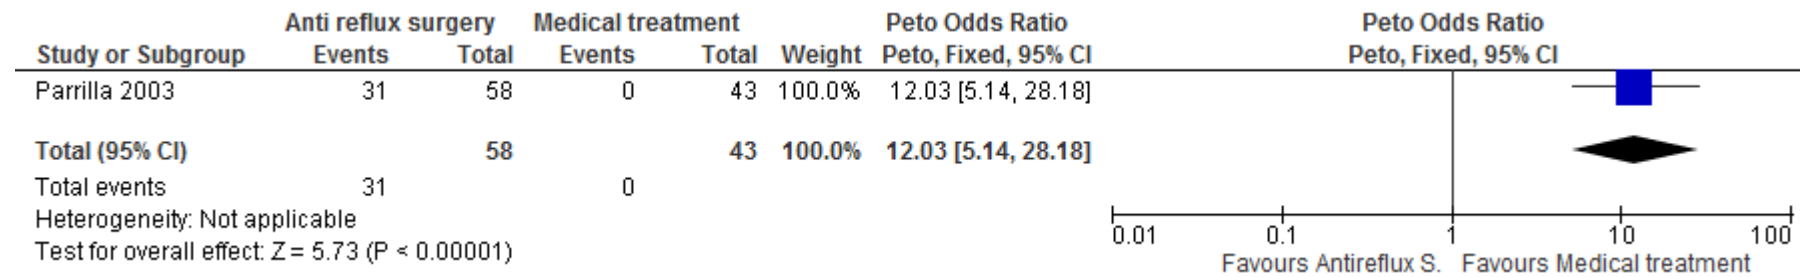 Anti reflux surgery Medical treatment Peto Odds Ratio Peto Odds Ratio
Study or Subgroup Events Total Events Total Weight Peto, Fixed, 95% CI Peto, Fixed, 95% CI
Parrilla 2003 31 58 0 43 100.0% 12.03 [5.14, 28.18]
Total (95% CI) 58 43 100.0% 12.03 [5.14, 28.18]
Total events 31 0
Heterogeneity: Not applicable
Test for overall effect: Z = 5.73 (P < 0.00001)
0.01 0.1 1 10 100
Favours Antireflux S. Favours Medical treatment